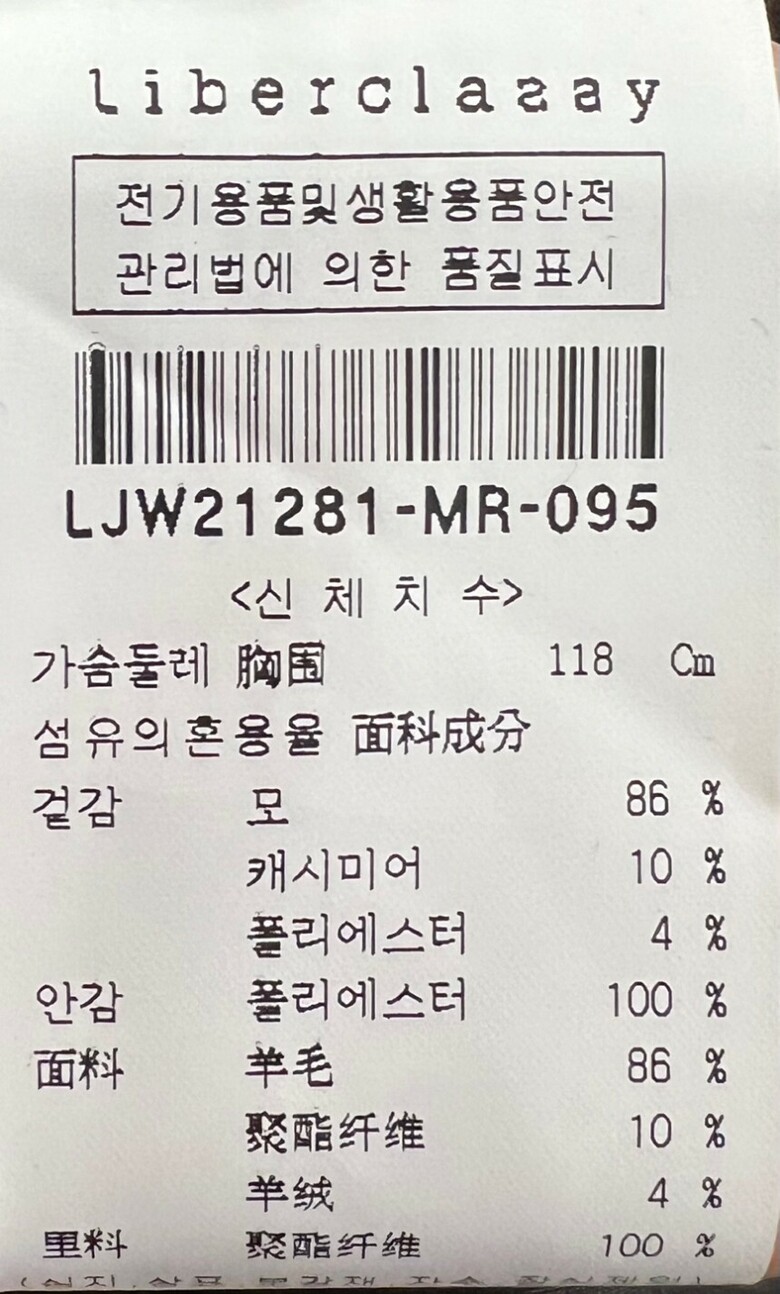 liberclassy
전기용품및생활용품안전
관리법에 의한 품질표시
LJW21281-MR-095
<신 체 치 수>
가슴둘레 胸围 118 Cm
섬유의혼용율 面科成分
겉감 모 86 %
캐시미어 10 %
폴리에스터 4 %
안감 폴리에스터 100 %
面料 羊毛 86 %
聚酯纤维 10 %
羊绒 4 %
里料 聚酯纤维 100 %